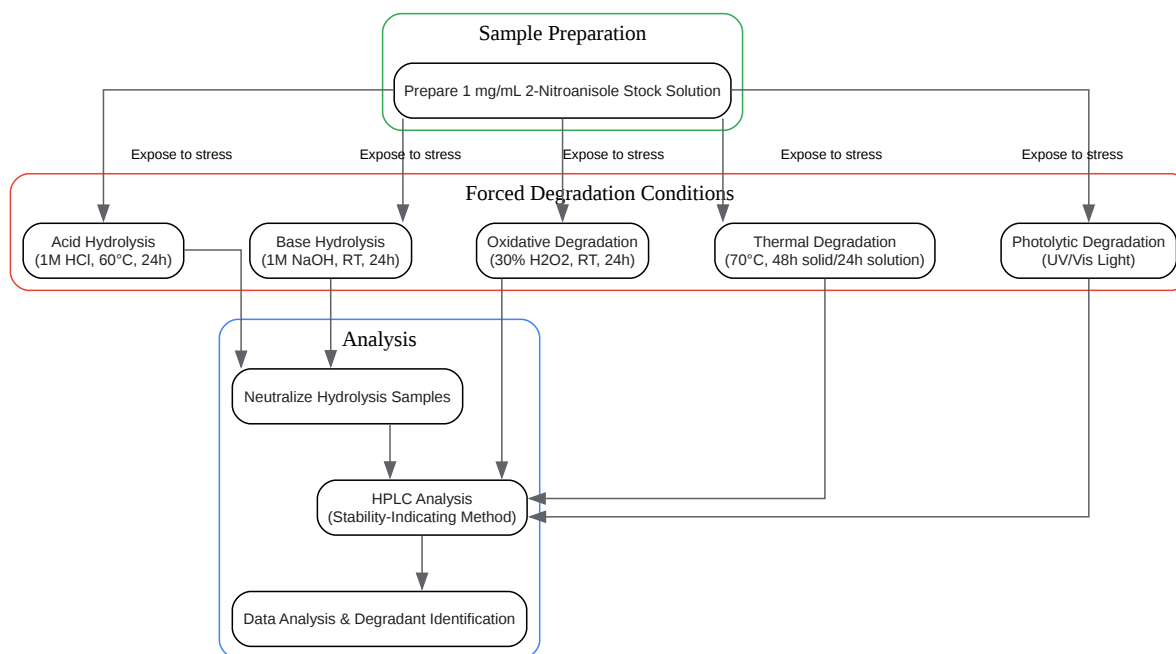 Sample Preparation
Prepare 1 mg/mL 2-Nitroanisole Stock Solution
Expose to stress
Expose to stress
Expose to stress
Expose to stress
Expose to stress
Forced Degradation Conditions
Acid Hydrolysis
(1M HCl, 60°C, 24h)
Base Hydrolysis
(1M NaOH, RT, 24h)
Oxidative Degradation
(30% H2O2, RT, 24h)
Thermal Degradation
(70°C, 48h solid/24h solution)
Photolytic Degradation
(UV/Vis Light)
Analysis
Neutralize Hydrolysis Samples
HPLC Analysis
(Stability-Indicating Method)
Data Analysis & Degradant Identification